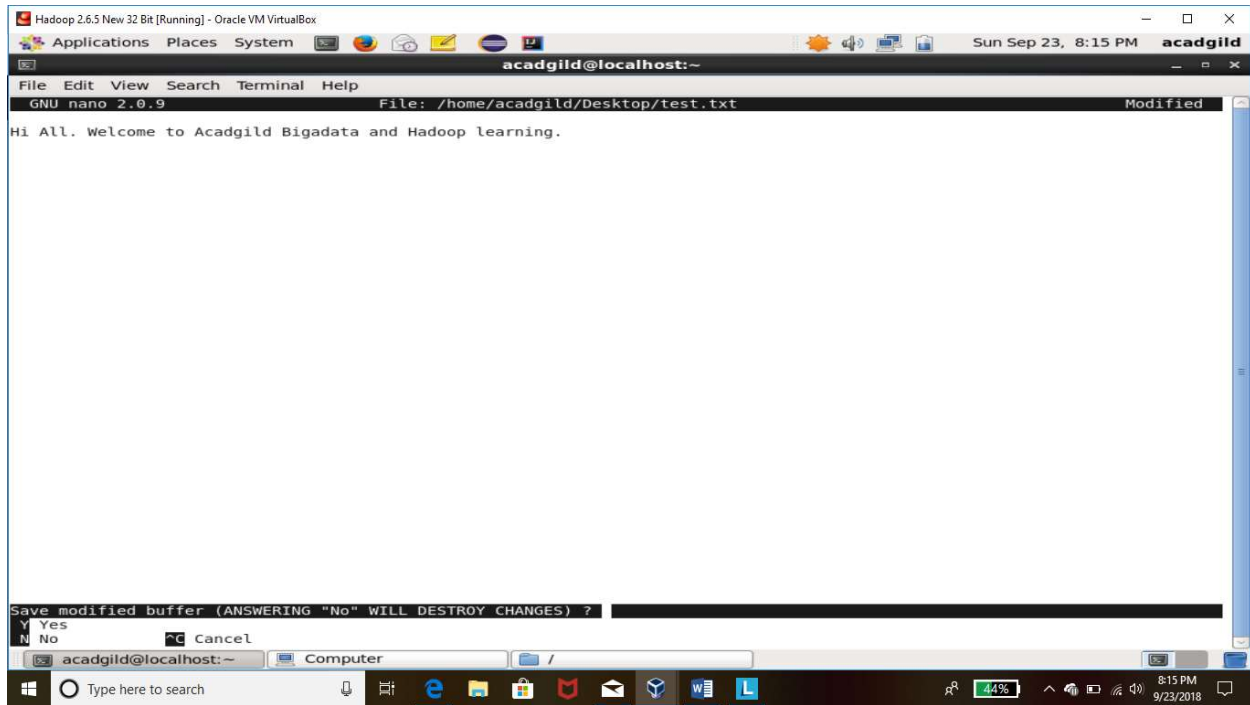 Hadoop 2.6.5 New 32 Bit [Running] - Oracle VM VirtualBox
Applications Places System Sun Sep 23, 8:15 PM acadgild
acadgild@localhost:~
File Edit View Search Terminal Help
GNU nano 2.0.9 File: /home/acadgild/Desktop/test.txt Modified
Hi All. Welcome to Acadgild Bigadata and Hadoop learning.
Save modified buffer (ANSWERING "No" WILL DESTROY CHANGES) ?
Y Yes
N No ^C Cancel
acadgild@localhost:~ Computer /
Type here to search 44% 8:15 PM
9/23/2018